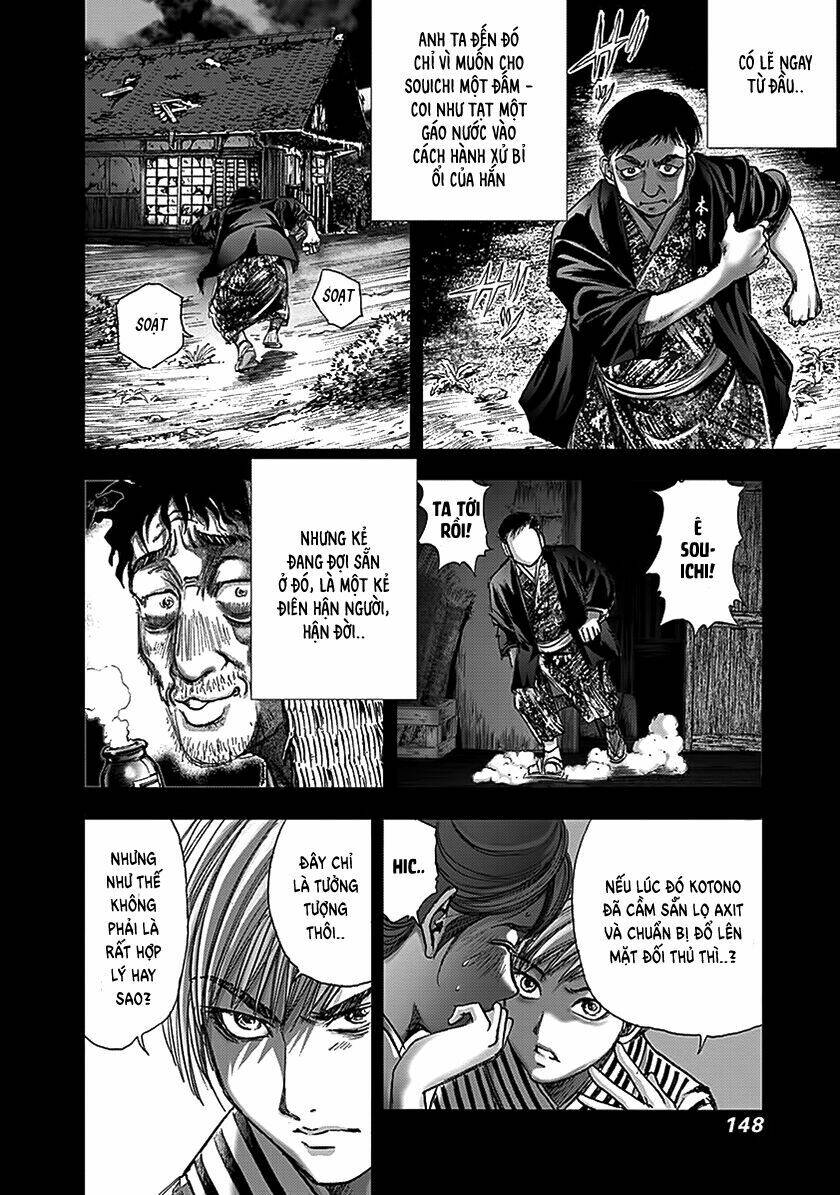 CÓ LẼ NGAY
TỪ ĐẦU..
ANH TA ĐẾN ĐÓ
CHỈ VÌ MUỐN CHO
SOUICHI MỘT ĐẤM -
COI NHƯ TẠT MỘT
GÁO NƯỚC VÀO
CÁCH HÀNH XỬ BỈ
ỔI CỦA HẮN
SOẠT
SOẠT
Ê
SOU-
ICHI!
TA TỚI
RỒI!
NHƯNG KẺ
ĐANG ĐỢI SẴN
Ở ĐÓ, LÀ MỘT KẺ
ĐIÊN HẬN NGƯỜI,
HẬN ĐỜI..
NẾU LÚC ĐÓ KOTONO
ĐÃ CẦM SẴN LỌ AXIT
VÀ CHUẨN BỊ ĐỔ LÊN
MẶT ĐỐI THỦ THÌ..?
HIC..
ĐÂY CHỈ
LÀ TƯỞNG
TƯỢNG
THÔI..
NHƯNG
NHƯ THẾ
KHÔNG
PHẢI LÀ
RẤT HỢP
LÝ HAY
SAO?
148